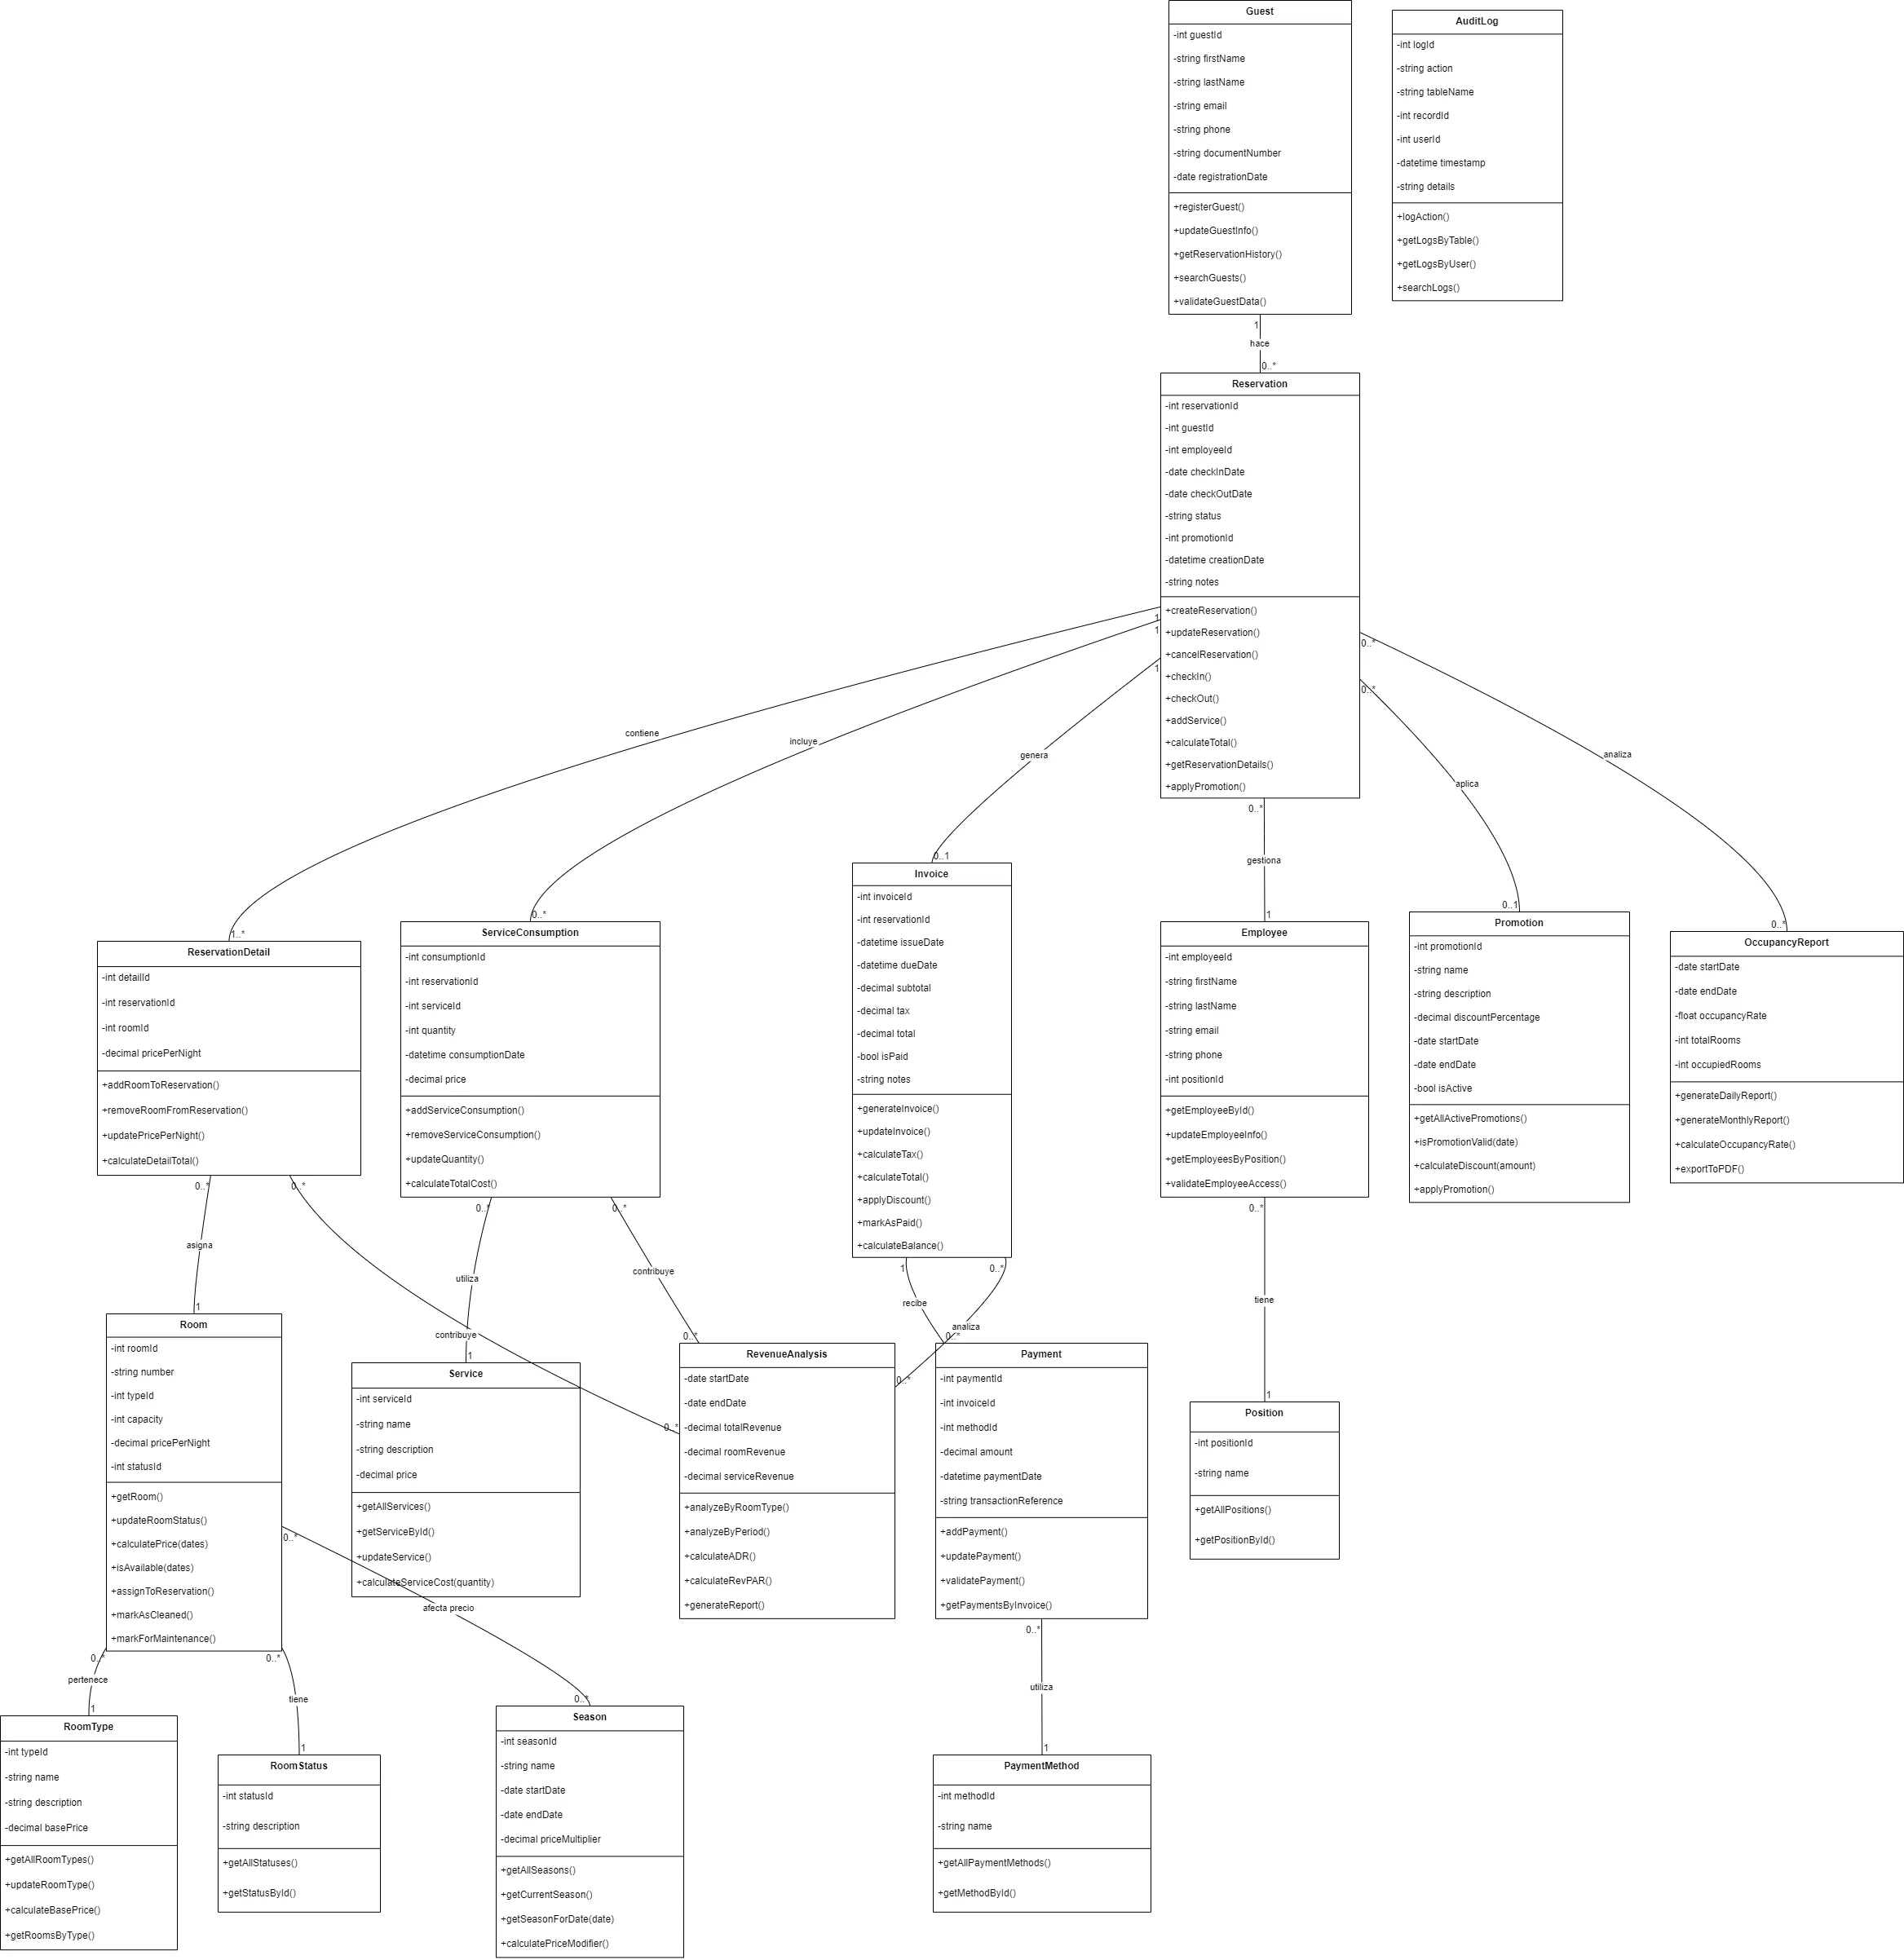 Guest
-int guestId
-string firstName
-string lastName
-string email
-string phone
-string documentNumber
-date registrationDate
+registerGuest()
+updateGuestInfo()
+getReservationHistory()
+searchGuests()
+validateGuestData()
AuditLog
-int logId
-string action
-string tableName
-int recordId
-int userId
-datetime timestamp
-string details
+logAction()
+getLogsByTable()
+getLogsByUser()
+searchLogs()
1
hace
0..*
Reservation
-int reservationId
-int guestId
-int employeeId
-date checkInDate
-date checkOutDate
-string status
-int promotionId
-datetime creationDate
-string notes
+createReservation()
+updateReservation()
+cancelReservation()
+checkIn()
+checkOut()
+addService()
+calculateTotal()
+getReservationDetails()
+applyPromotion()
1
1
1
0..*
0..*
contiene
incluye
genera
aplica
analiza
0..*
gestiona
1
1..*
0..*
0..1
0..1
0..*
ReservationDetail
-int detailId
-int reservationId
-int roomId
-decimal pricePerNight
+addRoomToReservation()
+removeRoomFromReservation()
+updatePricePerNight()
+calculateDetailTotal()
ServiceConsumption
-int consumptionId
-int reservationId
-int serviceId
-int quantity
-datetime consumptionDate
-decimal price
+addServiceConsumption()
+removeServiceConsumption()
+updateQuantity()
+calculateTotalCost()
Invoice
-int invoiceId
-int reservationId
-datetime issueDate
-datetime dueDate
-decimal subtotal
-decimal tax
-decimal total
-bool isPaid
-string notes
+generateInvoice()
+updateInvoice()
+calculateTax()
+calculateTotal()
+applyDiscount()
+markAsPaid()
+calculateBalance()
Employee
-int employeeId
-string firstName
-string lastName
-string email
-string phone
-int positionId
+getEmployeeById()
+updateEmployeeInfo()
+getEmployeesByPosition()
+validateEmployeeAccess()
Promotion
-int promotionId
-string name
-string description
-decimal discountPercentage
-date startDate
-date endDate
-bool isActive
+getAllActivePromotions()
+isPromotionValid(date)
+calculateDiscount(amount)
+applyPromotion()
OccupancyReport
-date startDate
-date endDate
-float occupancyRate
-int totalRooms
-int occupiedRooms
+generateDailyReport()
+generateMonthlyReport()
+calculateOccupancyRate()
+exportToPDF()
0..*
0..*
asigna
1
contribuye
0..*
0..*
utiliza
1
0..*
contribuye
0..*
1
recibe
0..*
0..*
analiza
0..*
0..*
tiene
1
Room
-int roomId
-string number
-int typeId
-int capacity
-decimal pricePerNight
-int statusId
+getRoom()
+updateRoomStatus()
+calculatePrice(dates)
+isAvailable(dates)
+assignToReservation()
+markAsCleaned()
+markForMaintenance()
Service
-int serviceId
-string name
-string description
-decimal price
+getAllServices()
+getServiceById()
+updateService()
+calculateServiceCost(quantity)
RevenueAnalysis
-date startDate
-date endDate
-decimal totalRevenue
-decimal roomRevenue
-decimal serviceRevenue
+analyzeByRoomType()
+analyzeByPeriod()
+calculateADR()
+calculateRevPAR()
+generateReport()
Payment
-int paymentId
-int invoiceId
-int methodId
-decimal amount
-datetime paymentDate
-string transactionReference
+addPayment()
+updatePayment()
+validatePayment()
+getPaymentsByInvoice()
Position
-int positionId
-string name
+getAllPositions()
+getPositionById()
0..*
afecta precio
0..*
0..*
pertenece
1
0..*
tiene
1
0..*
utiliza
1
RoomType
-int typeId
-string name
-string description
-decimal basePrice
+getAllRoomTypes()
+updateRoomType()
+calculateBasePrice()
+getRoomsByType()
RoomStatus
-int statusId
-string description
+getAllStatuses()
+getStatusById()
Season
-int seasonId
-string name
-date startDate
-date endDate
-decimal priceMultiplier
+getAllSeasons()
+getCurrentSeason()
+getSeasonForDate(date)
+calculatePriceModifier()
PaymentMethod
-int methodId
-string name
+getAllPaymentMethods()
+getMethodById()